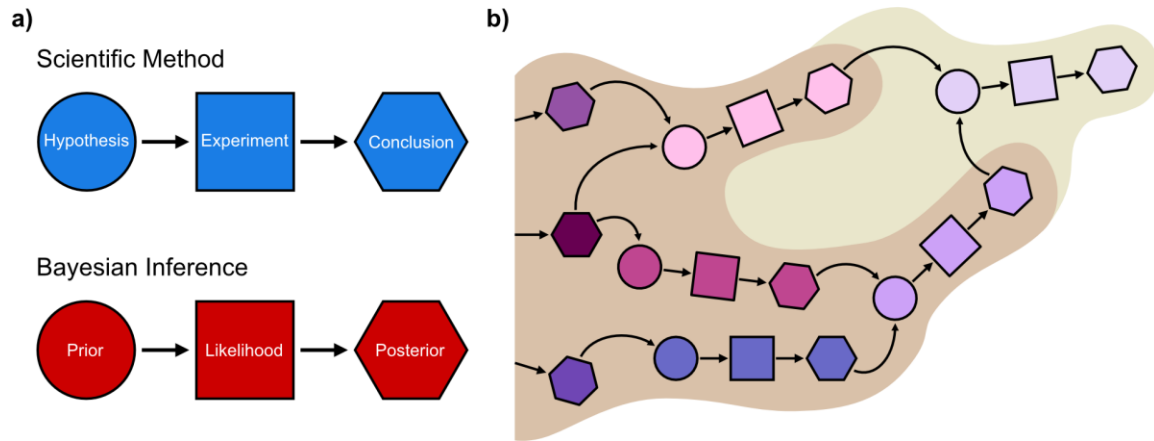 a)
Scientific Method
Hypothesis
Experiment
Conclusion
Bayesian Inference
Prior
Likelihood
Posterior
b)